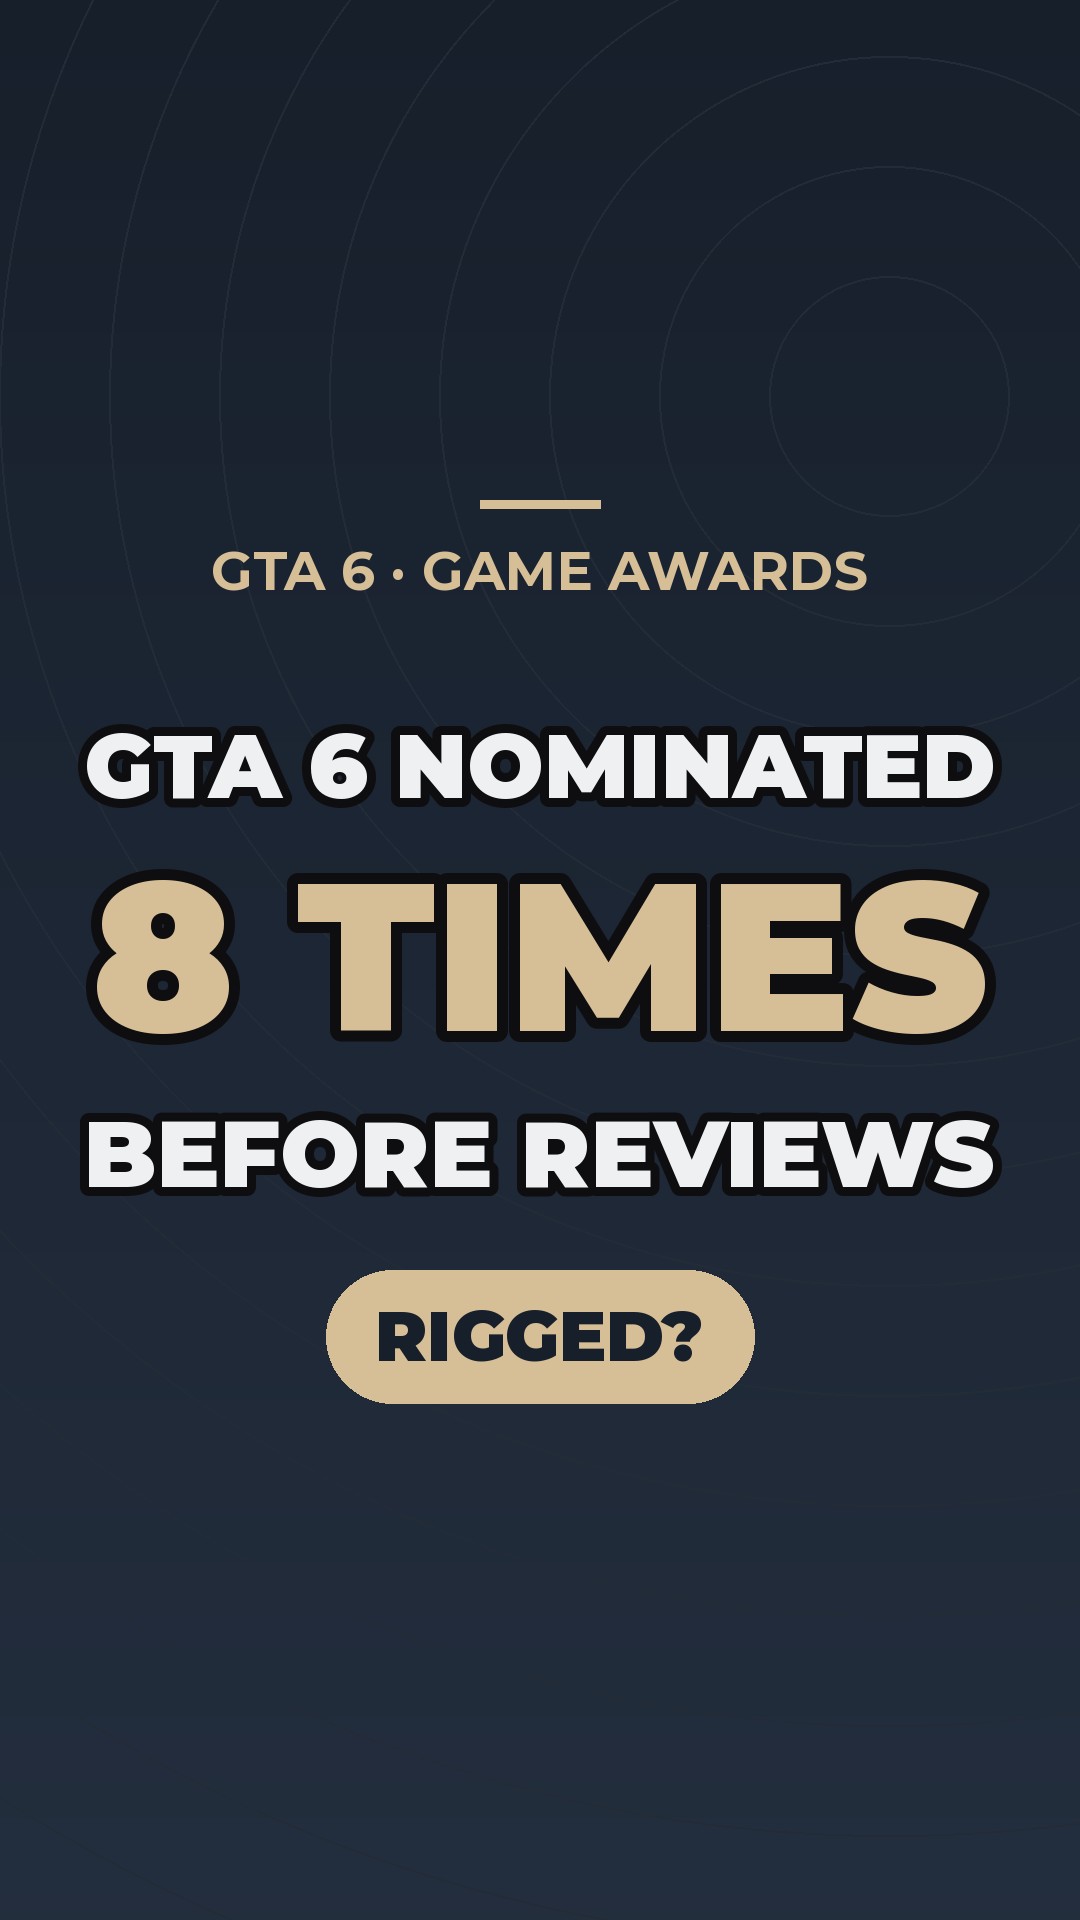 GTA 6 · GAME AWARDS
GTA 6 NOMINATED
8 TIMES
BEFORE REVIEWS
RIGGED?